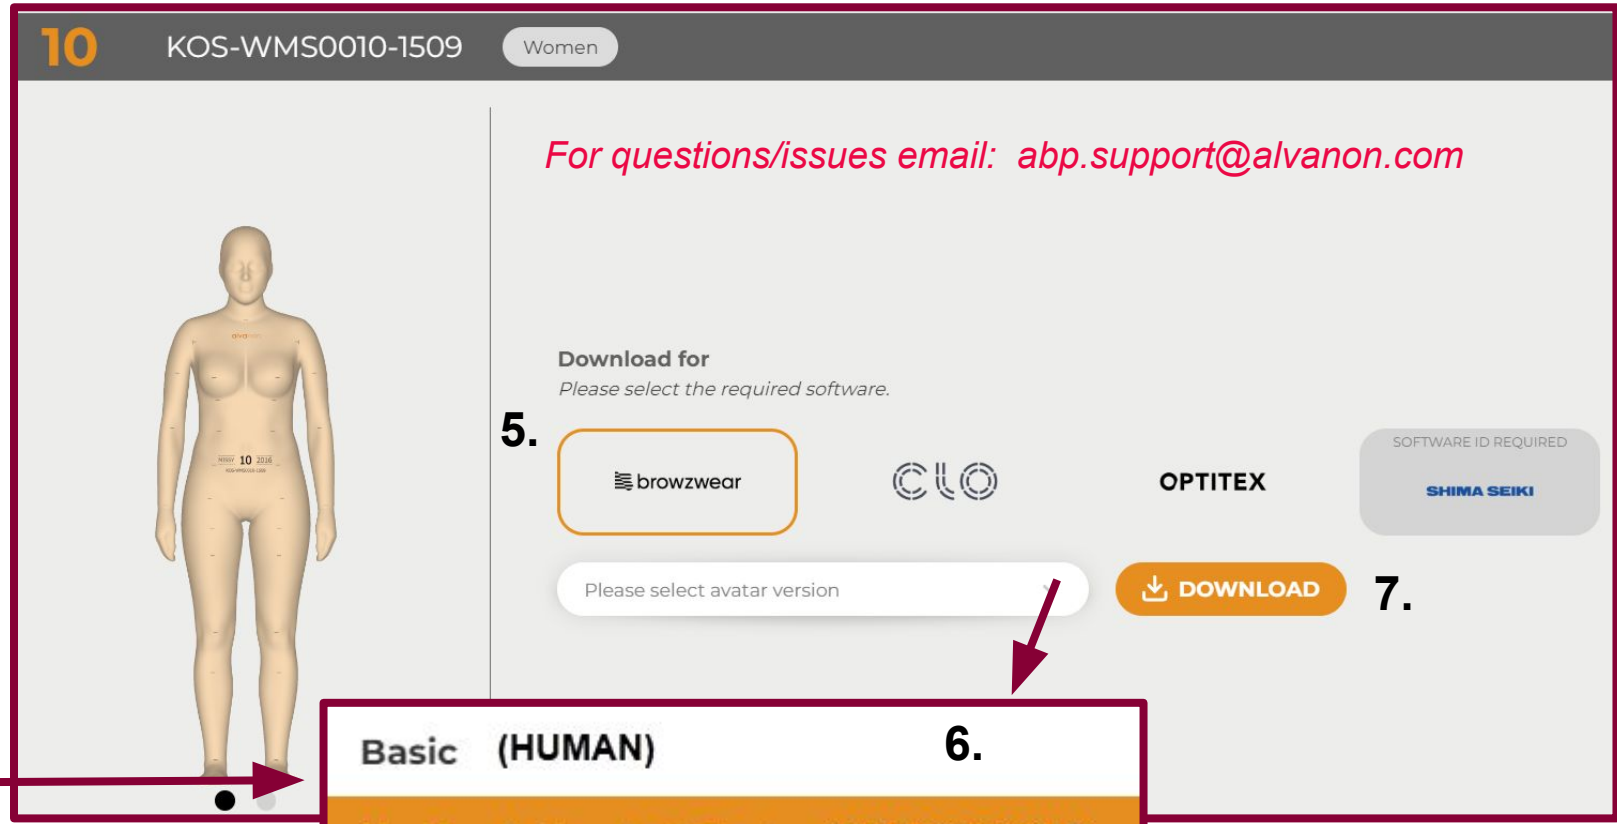 10 KOS-WMS0010-1509 Women
For questions/issues email: abp.support@alvanon.com
Download for
Please select the required software.
5.
browzwear
CLO
OPTITEX
SOFTWARE ID REQUIRED
SHIMA SEIKI
Please select avatar version
DOWNLOAD
7.
10 2016
Basic (HUMAN) 6.